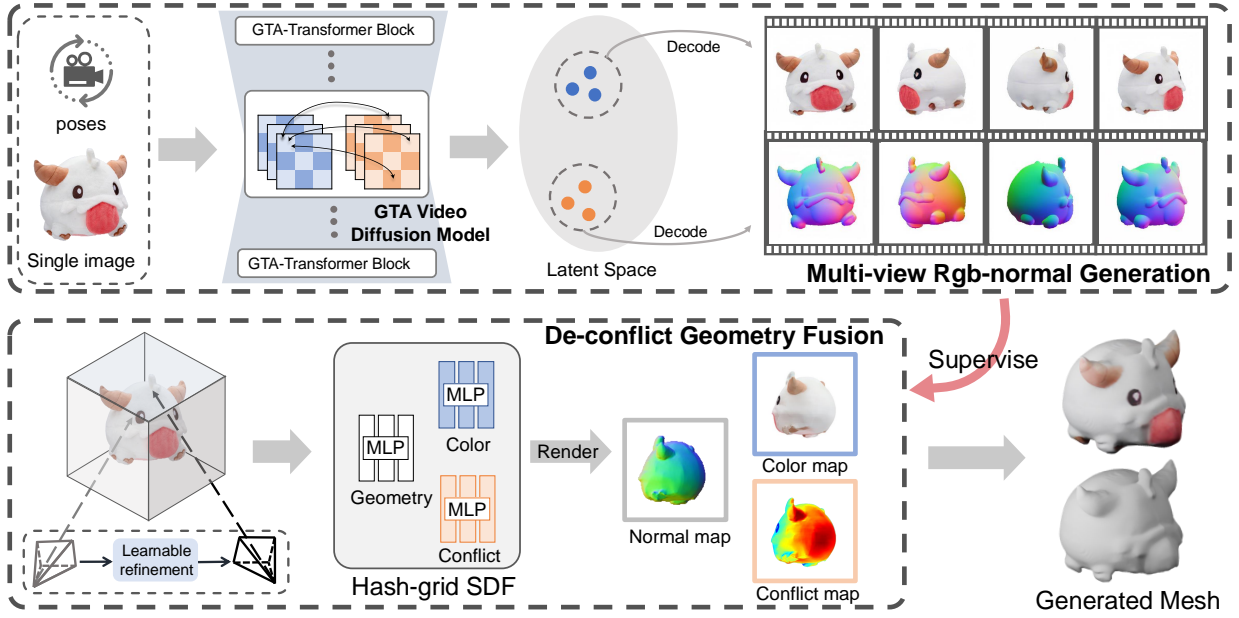 GTA-Transformer Block
Decode
poses
GTA Video
Diffusion Model
Single image
GTA-Transformer Block
Latent Space
Decode
Multi-view Rgb-normal Generation
De-conflict Geometry Fusion
Supervise
MLP
Color
MLP
Geometry
MLP
Conflict
Render
Color map
Normal map
Conflict map
Learnable
refinement
Hash-grid SDF
Generated Mesh